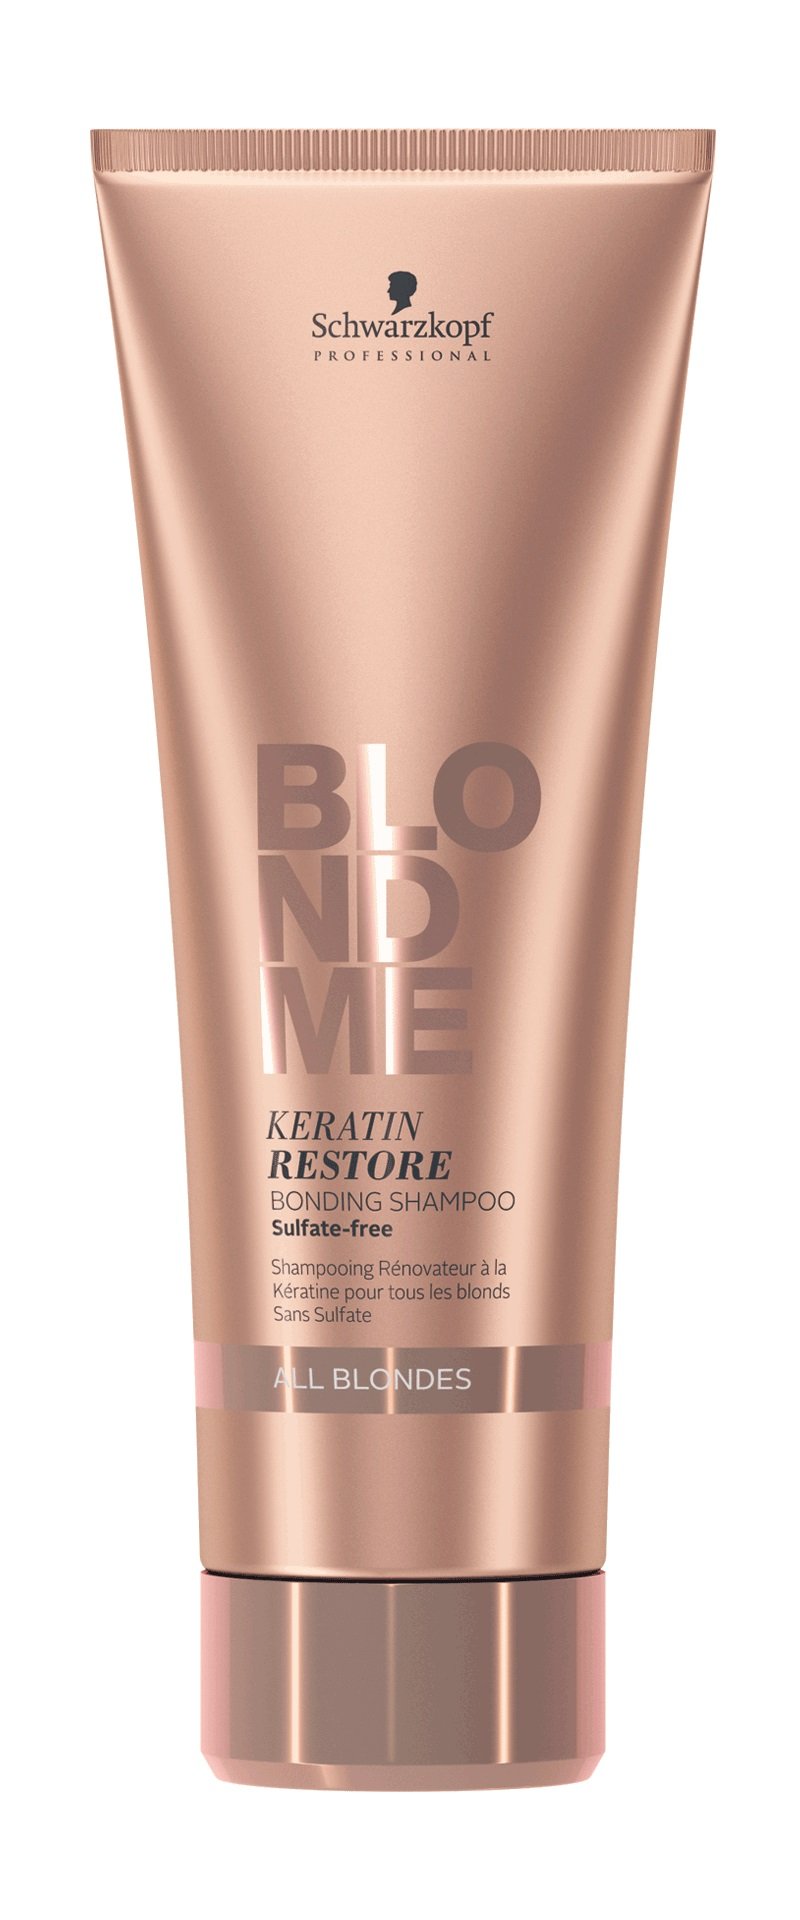 Schwarzkopf
PROFESSIONAL
BLO
ND
ME
KERATIN
RESTORE
BONDING SHAMPOO
Sulfate-free
Shampooing Rénovateur à la
Kératine pour tous les blonds
Sans Sulfate
ALL BLONDES